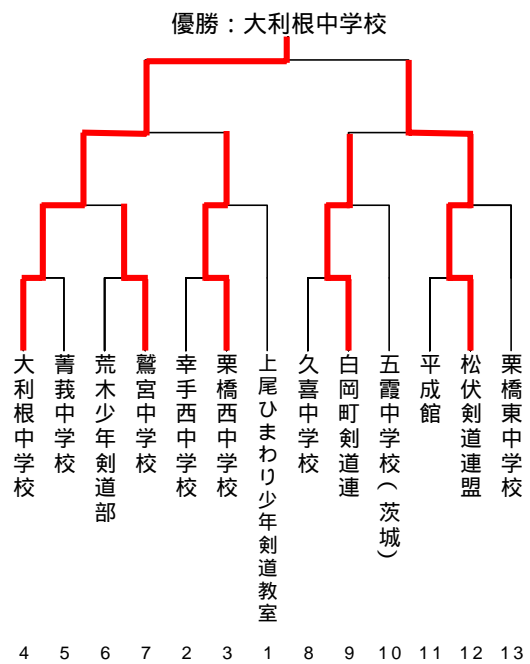 優勝：大利根中学校
大利根中学校
菁莪中学校
荒木少年剣道部
鷲宮中学校
幸手西中学校
栗橋西中学校
上尾ひまわり少年剣道教室
久喜中学校
白岡町剣道連
五霞中学校(茨城)
平成館
松伏剣道連盟
栗橋東中学校
4 5 6 7 2 3 1 8 9 10 11 12 13